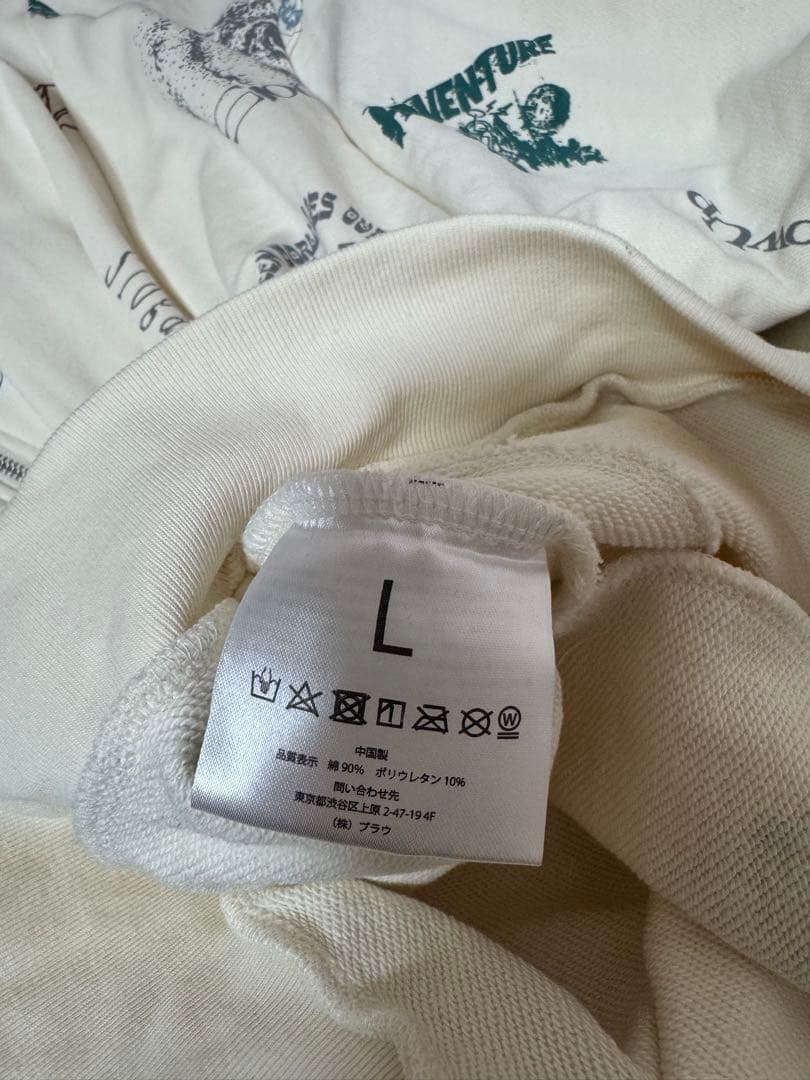 ADVENTURE
L
W
中国製
品質表示 綿 90% ポリウレタン 10%
問い合わせ先
東京都渋谷区上原 2-47-19 4F
(株) プラウ